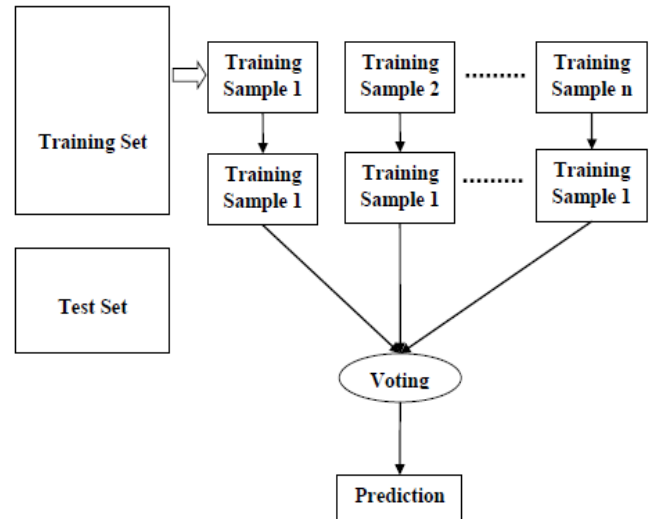 Training Set
Training
Sample 1
Training
Sample 2
.........
Training
Sample n
Training
Sample 1
Training
Sample 1
.........
Training
Sample 1
Test Set
Voting
Prediction